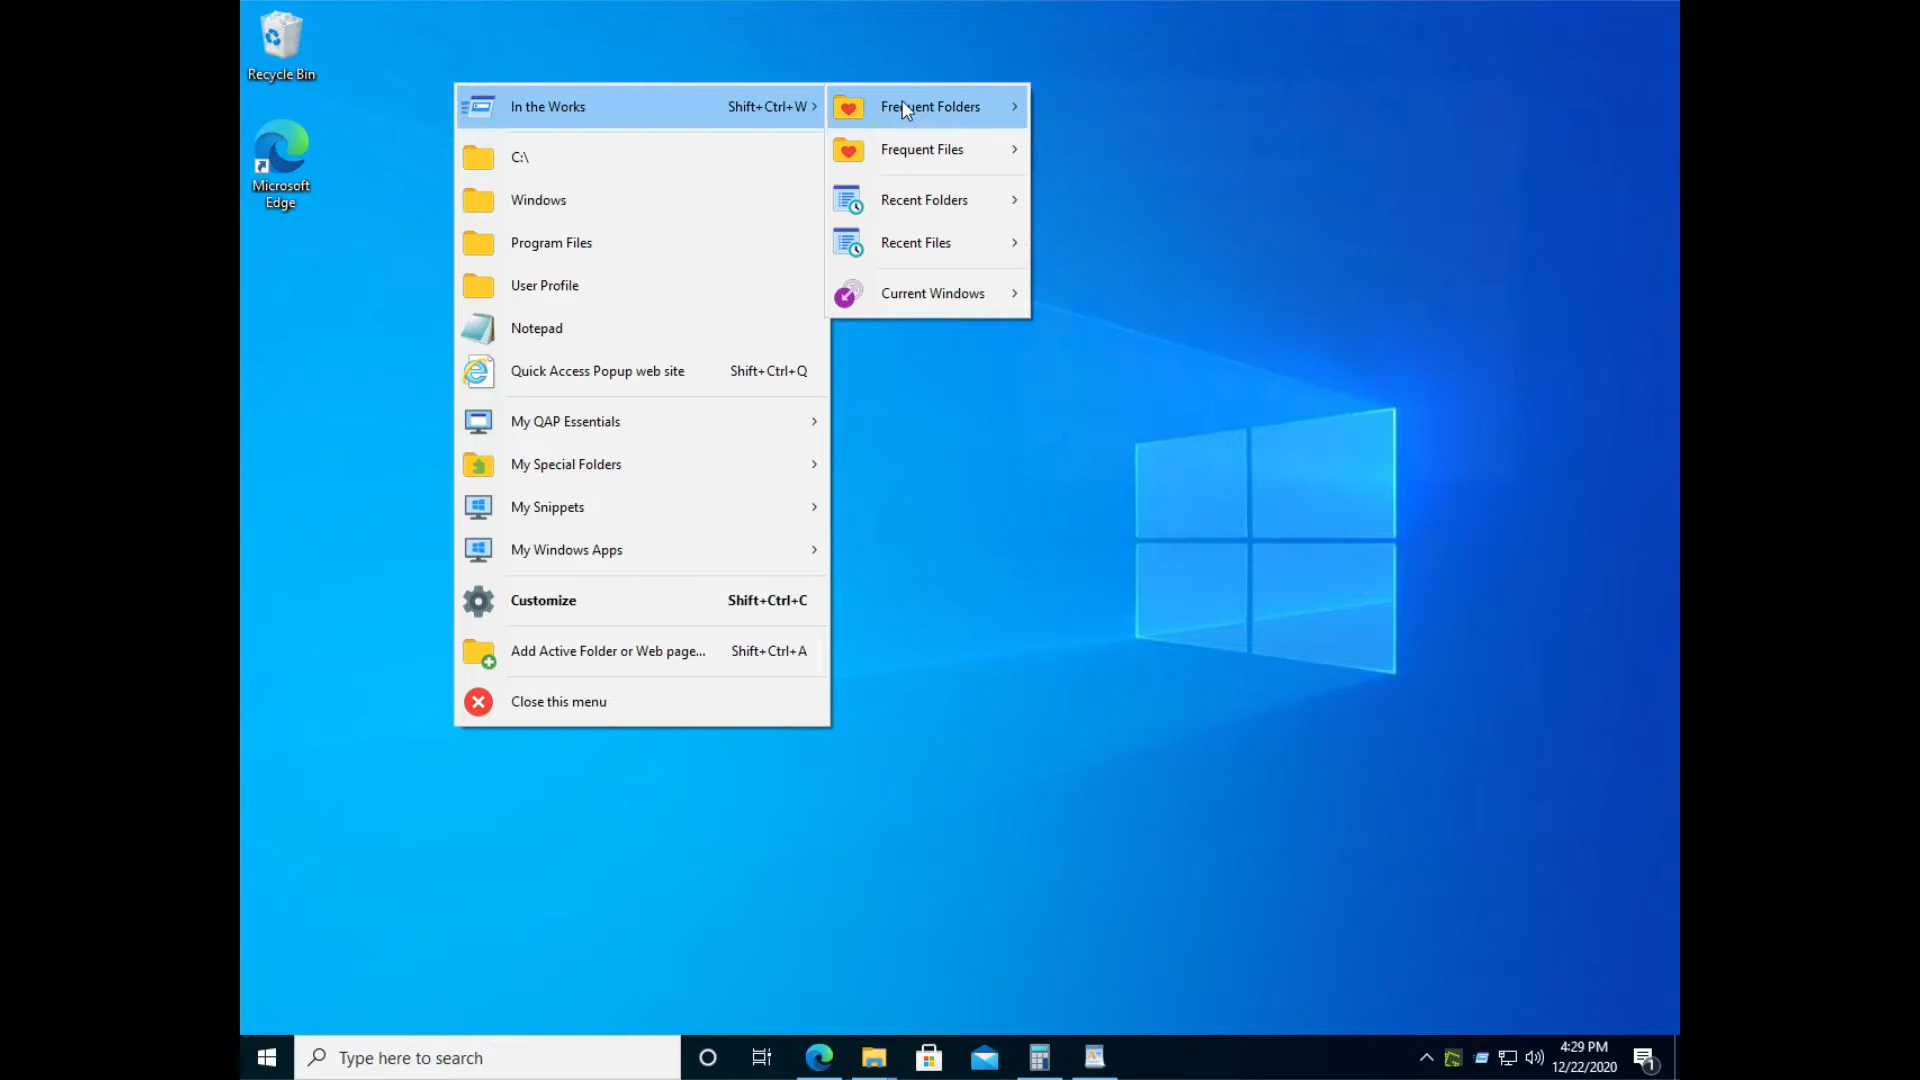 Recycle Bin
Microsoft
Edge
In the Works Shift+Ctrl+W
C:\
Windows
Program Files
User Profile
Notepad
Quick Access Popup web site Shift+Ctrl+Q
My QAP Essentials
My Special Folders
My Snippets
My Windows Apps
Customize Shift+Ctrl+C
Add Active Folder or Web page... Shift+Ctrl+A
Close this menu
Frequent Folders
Frequent Files
Recent Folders
Recent Files
Current Windows
Type here to search
4:29 PM
12/22/2020
1